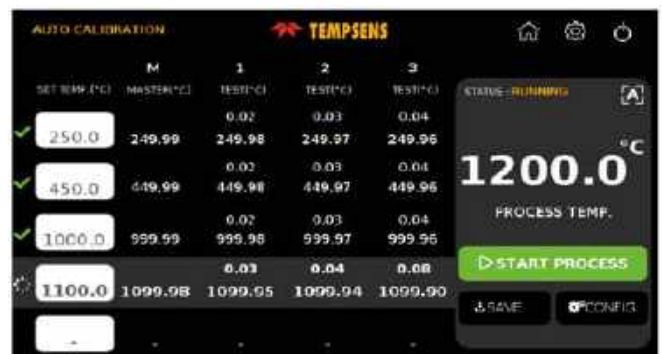 AUTO CALIBRATION
TEMPSENS
M 1 2 3
SET TEMP.(°C) MASTER(°C) TEST(°C) TEST(°C) TEST(°C)
0.02 0.03 0.04
250.0 249.99 249.98 249.97 249.96
0.02 0.03 0.04
450.0 449.99 449.98 449.97 449.96
0.02 0.03 0.04
1000.0 999.99 999.98 999.97 999.96
0.03 0.04 0.08
1100.0 1099.98 1099.95 1099.94 1099.90
- - - - -
STATUS : RUNNING
[A]
1200.0 °C
PROCESS TEMP.
START PROCESS
SAVE CONFIG